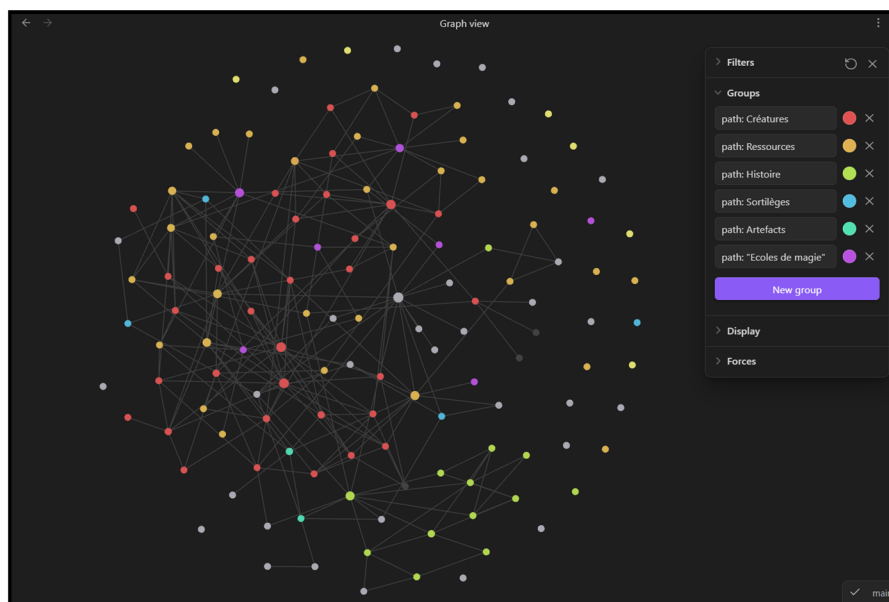 Graph view
Filters
Groups
path: Créatures
path: Ressources
path: Histoire
path: Sortilèges
path: Artefacts
path: "Ecoles de magie"
New group
Display
Forces